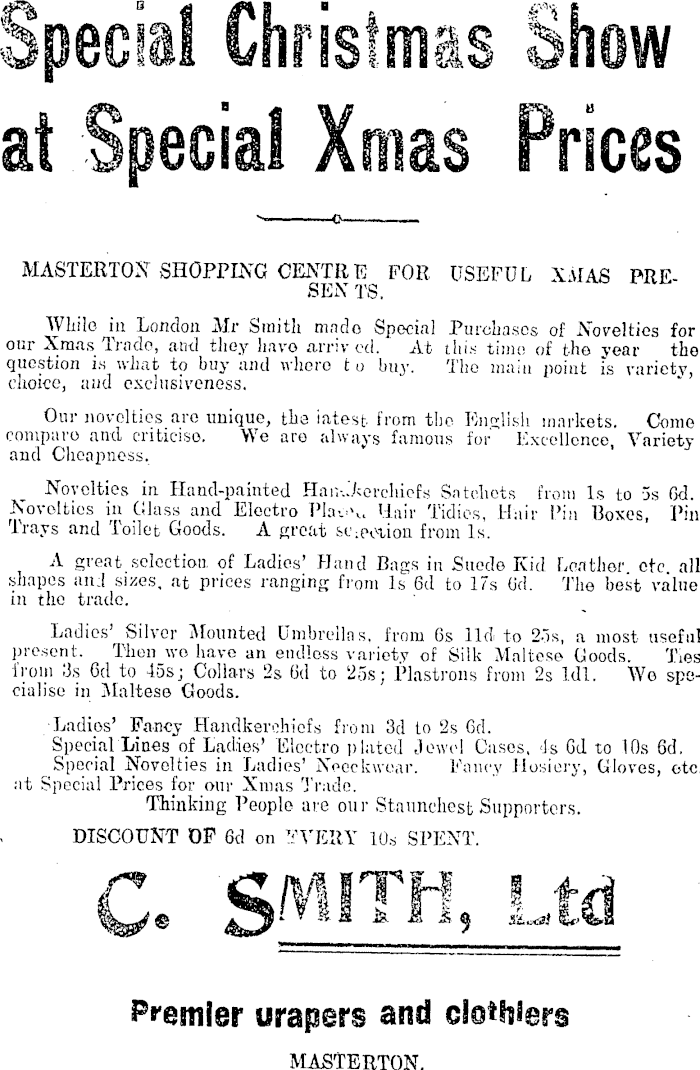 Special Christmas Show
at Special Xmas Prices
MASTERTON SHOPPING CENTRE FOR USEFUL XMAS PRE-
SENTS.
While in London Mr Smith made Special Purchases of Novelties for
our Xmas Trade, and they have arrived. At this time of the year the
question is what to buy and where to buy. The main point is variety,
choice, and exclusiveness.
Our novelties are unique, the iatest from the English markets. Come
compare and criticise. We are always famous for Excellence, Variety
and Cheapness.
Novelties in Hand-painted Handkerchiefs Satchets from 1s to 5s 6d.
Novelties in Glass and Electro Plated Hair Tidies, Hair Pin Boxes, Pin
Trays and Toilet Goods. A great selection from 1s.
A great selection of Ladies' Hand Bags in Suede Kid Leather, etc. all
shapes and sizes, at prices ranging from 1s 6d to 17s 6d. The best value
in the trade.
Ladies' Silver Mounted Umbrellas, from 6s 11d to 25s, a most useful
present. Then we have an endless variety of Silk Maltese Goods. Ties
from 3s 6d to 45s; Collars 2s 6d to 25s; Plastrons from 2s 1d1. We spe-
cialise in Maltese Goods.
Ladies' Fancy Handkerchiefs from 3d to 2s 6d.
Special Lines of Ladies' Electro plated Jewel Cases, 4s 6d to 10s 6d.
Special Novelties in Ladies' Neeckwear. Fancy Hosiery, Gloves, etc
at Special Prices for our Xmas Trade.
Thinking People are our Staunchest Supporters.
DISCOUNT OF 6d on EVERY 10s SPENT.
C. SMITH, Ltd
Premier urapers and clothiers
MASTERTON.